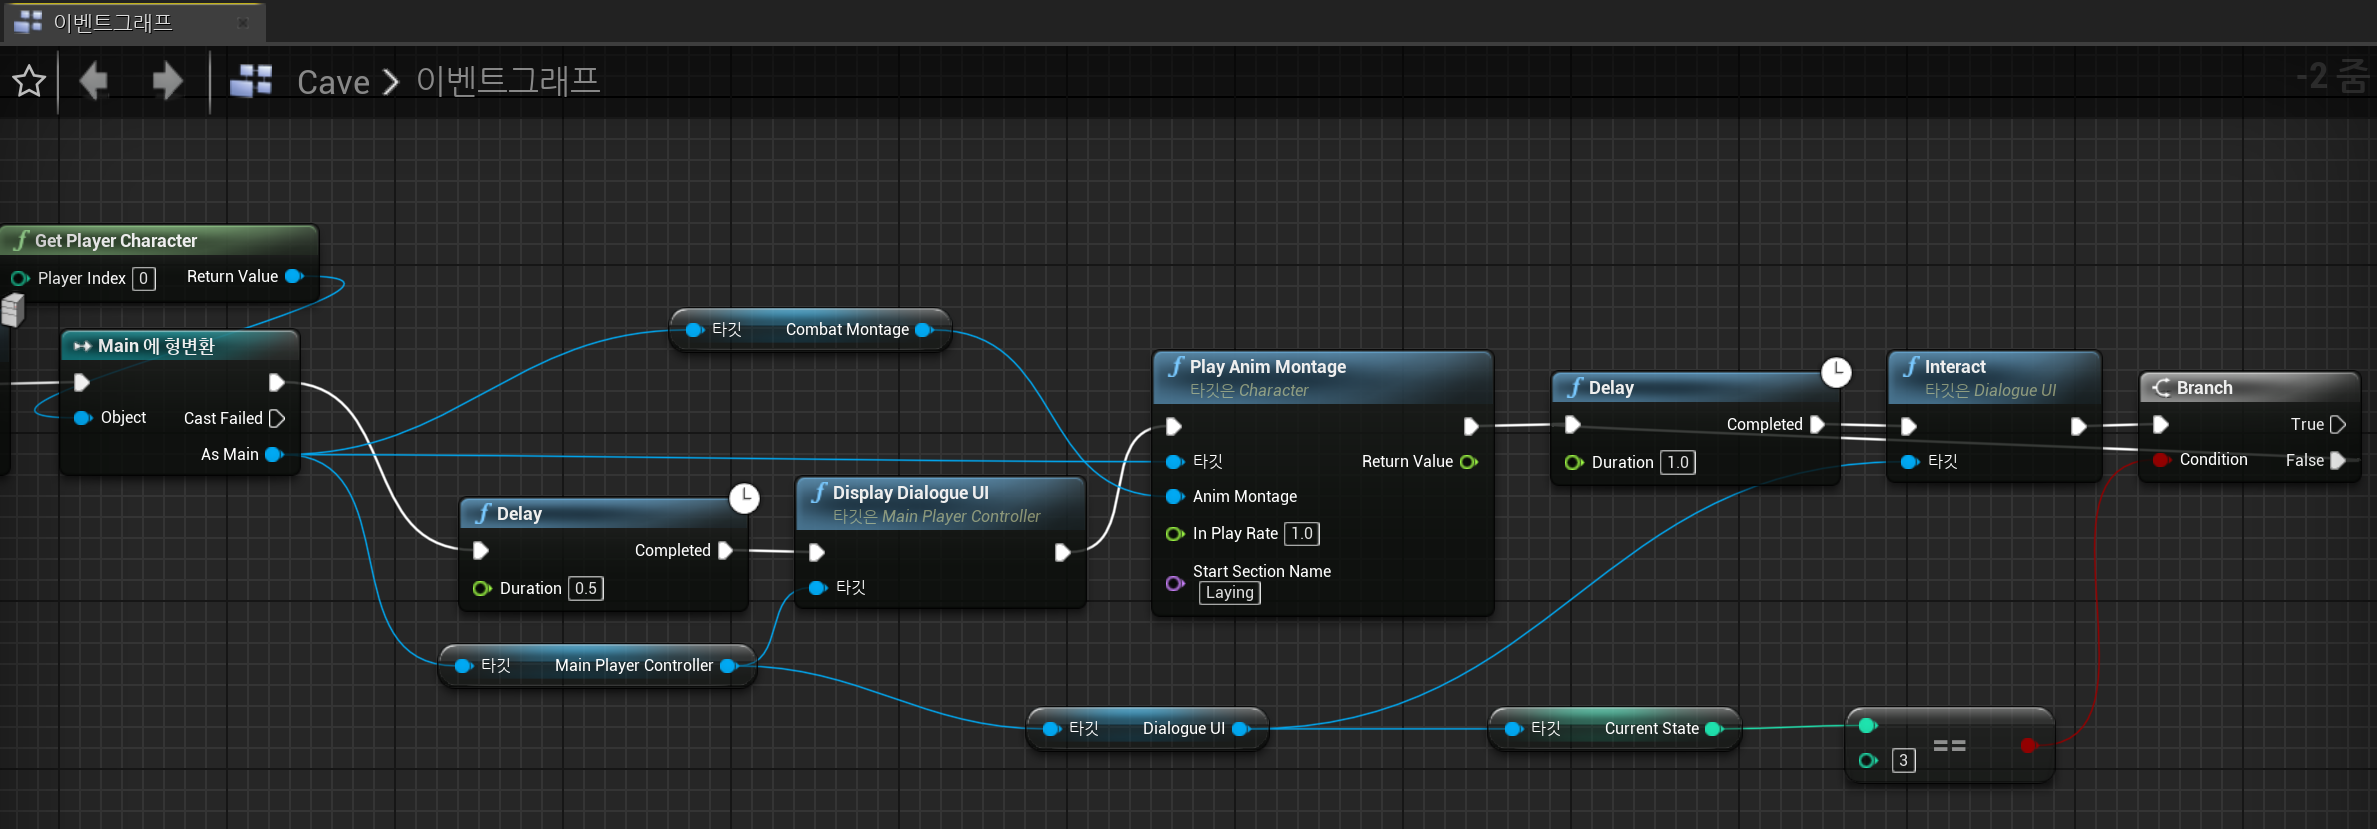 이벤트그래프
Cave 이벤트그래프
-2 줌
Get Player Character
Player Index 0 Return Value
Main 에 형변환
Object Cast Failed
As Main
타깃 Combat Montage
Delay
Completed
Duration 0.5
Display Dialogue UI
타깃은 Main Player Controller
타깃
타깃 Main Player Controller
Play Anim Montage
타깃은 Character
타깃 Return Value
Anim Montage
In Play Rate 1.0
Start Section Name
Laying
Delay
Completed
Duration 1.0
Interact
타깃은 Dialogue UI
타깃
Branch
True
Condition False
타깃 Dialogue UI
타깃 Current State
==
3